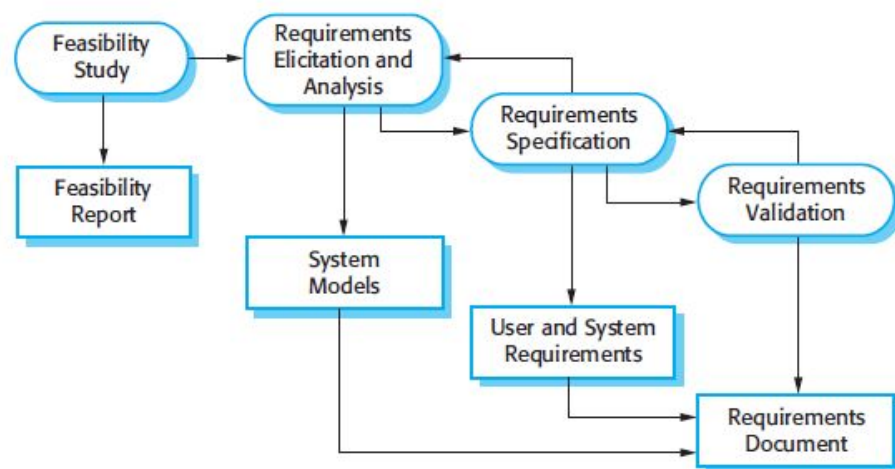 Feasibility
Study
Requirements
Elicitation and
Analysis
Requirements
Specification
Requirements
Validation
Feasibility
Report
System
Models
User and System
Requirements
Requirements
Document